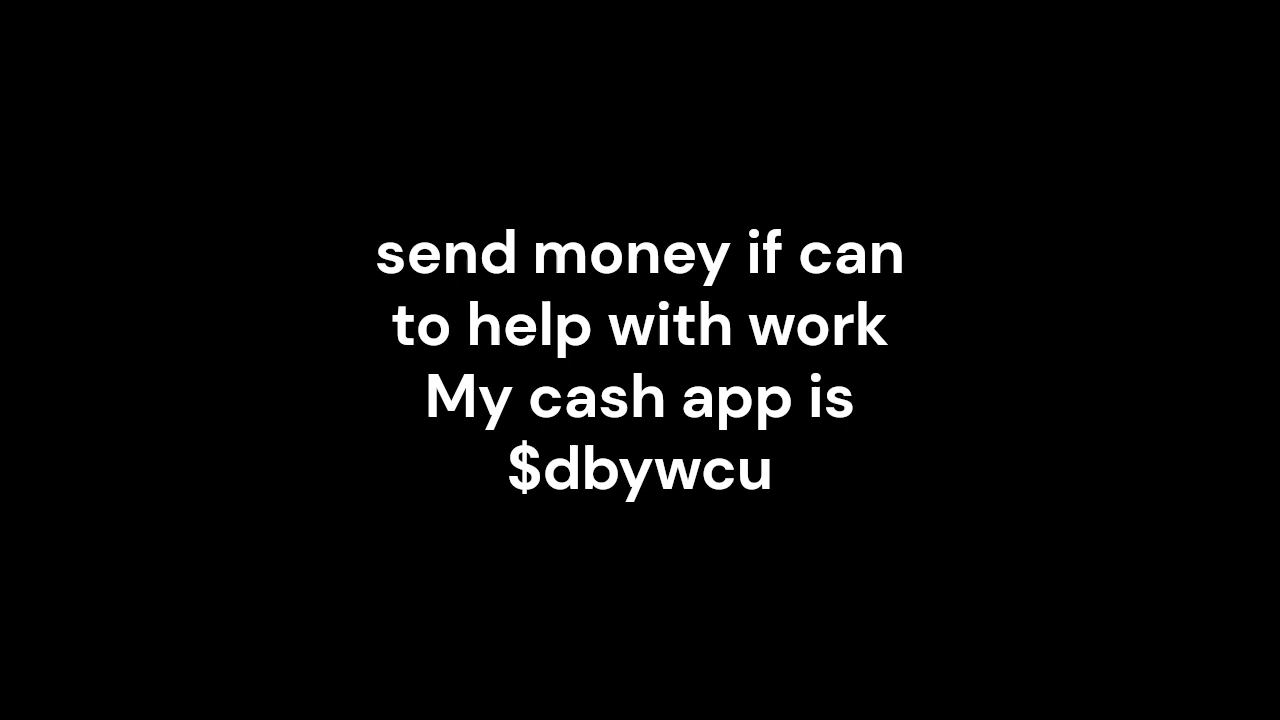 send money if can
to help with work
My cash app is
$dbywcu